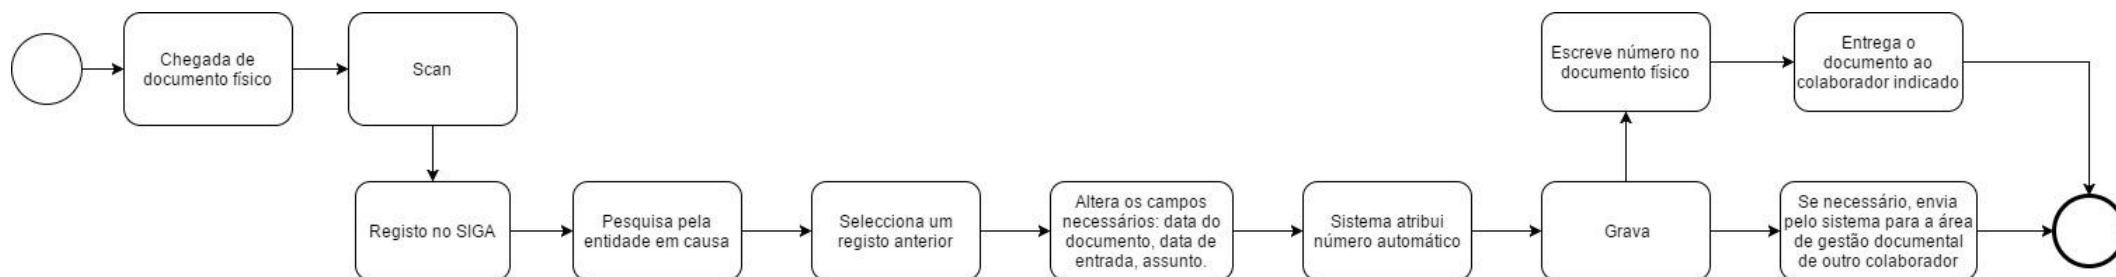 Chegada de
documento físico
Scan
Registo no SIGA
Pesquisa pela
entidade em causa
Selecciona um
registo anterior
Altera os campos
necessários: data do
documento, data de
entrada, assunto.
Sistema atribui
número automático
Grava
Escreve número no
documento físico
Entrega o
documento ao
colaborador indicado
Se necessário, envia
pelo sistema para a área
de gestão documental
de outro colaborador